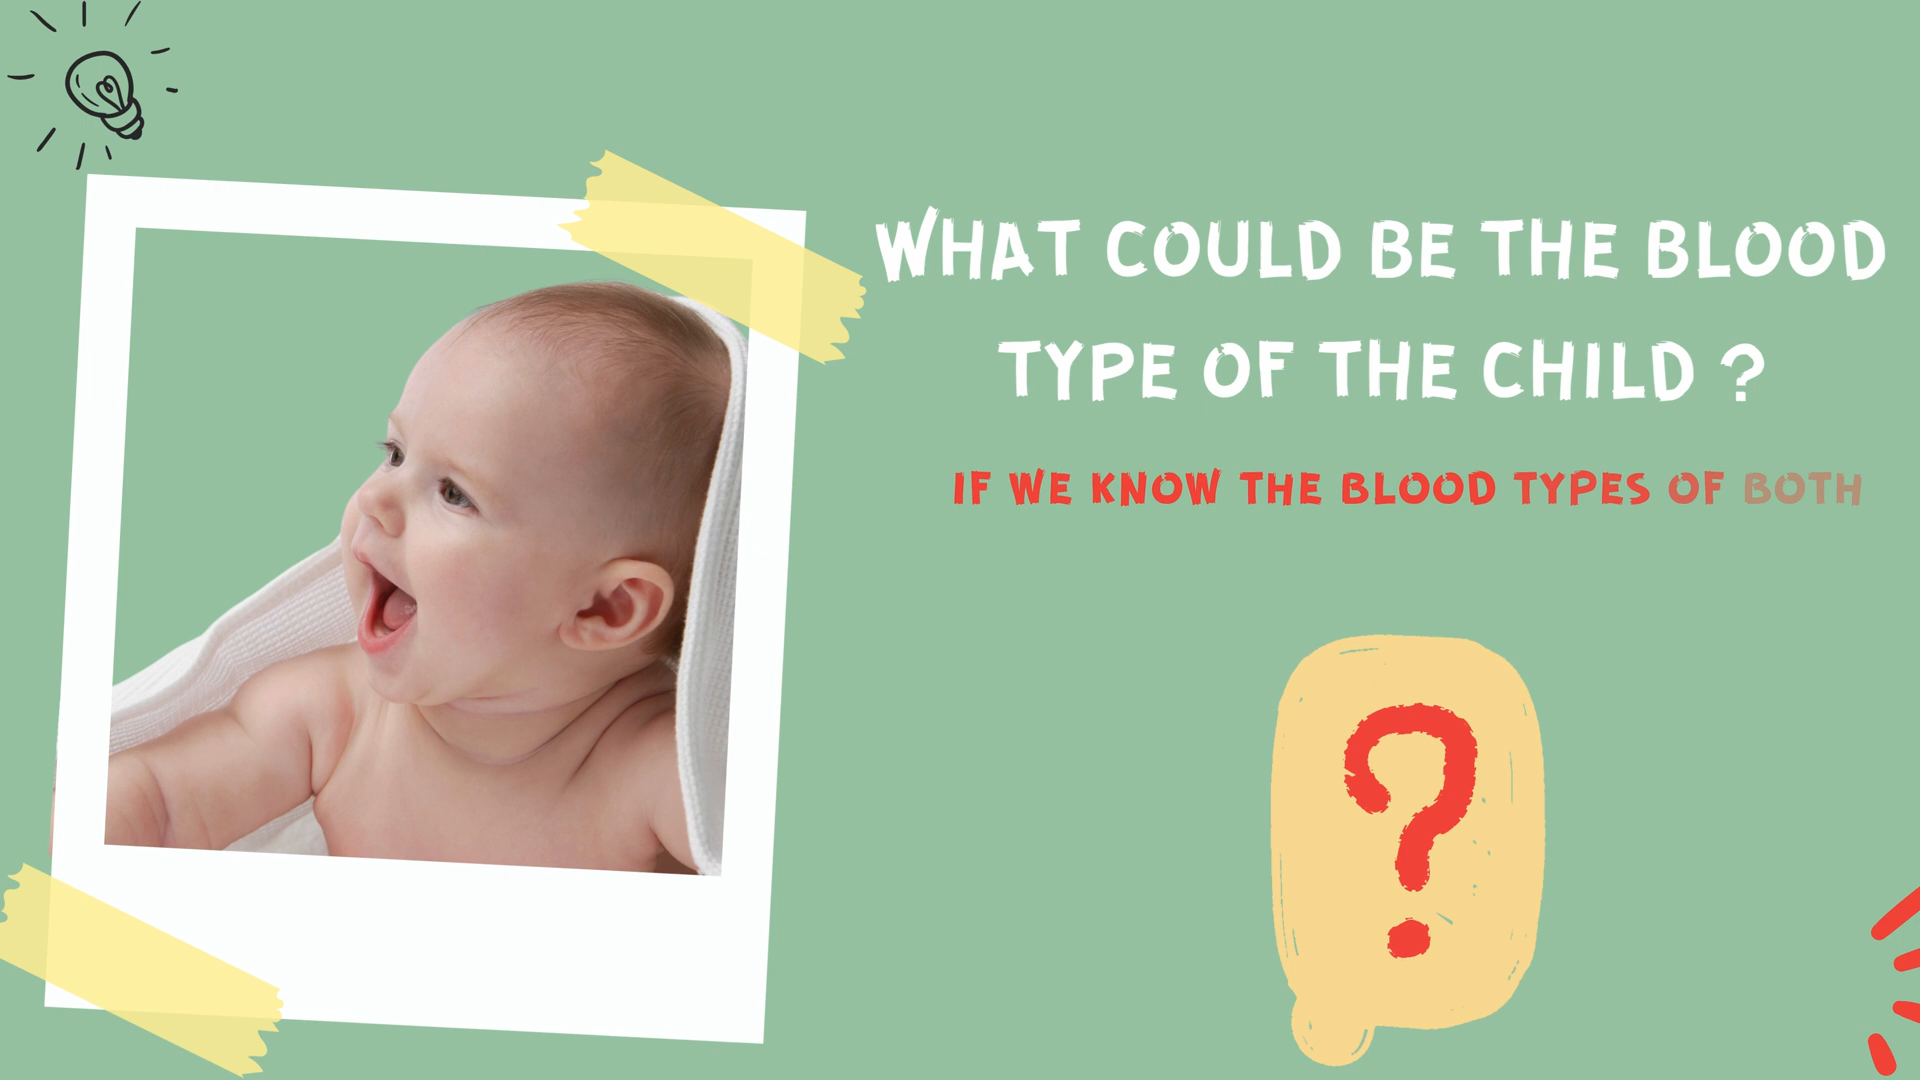 WHAT COULD BE THE BLOOD
TYPE OF THE CHILD ?
IF WE KNOW THE BLOOD TYPES OF BOTH
?